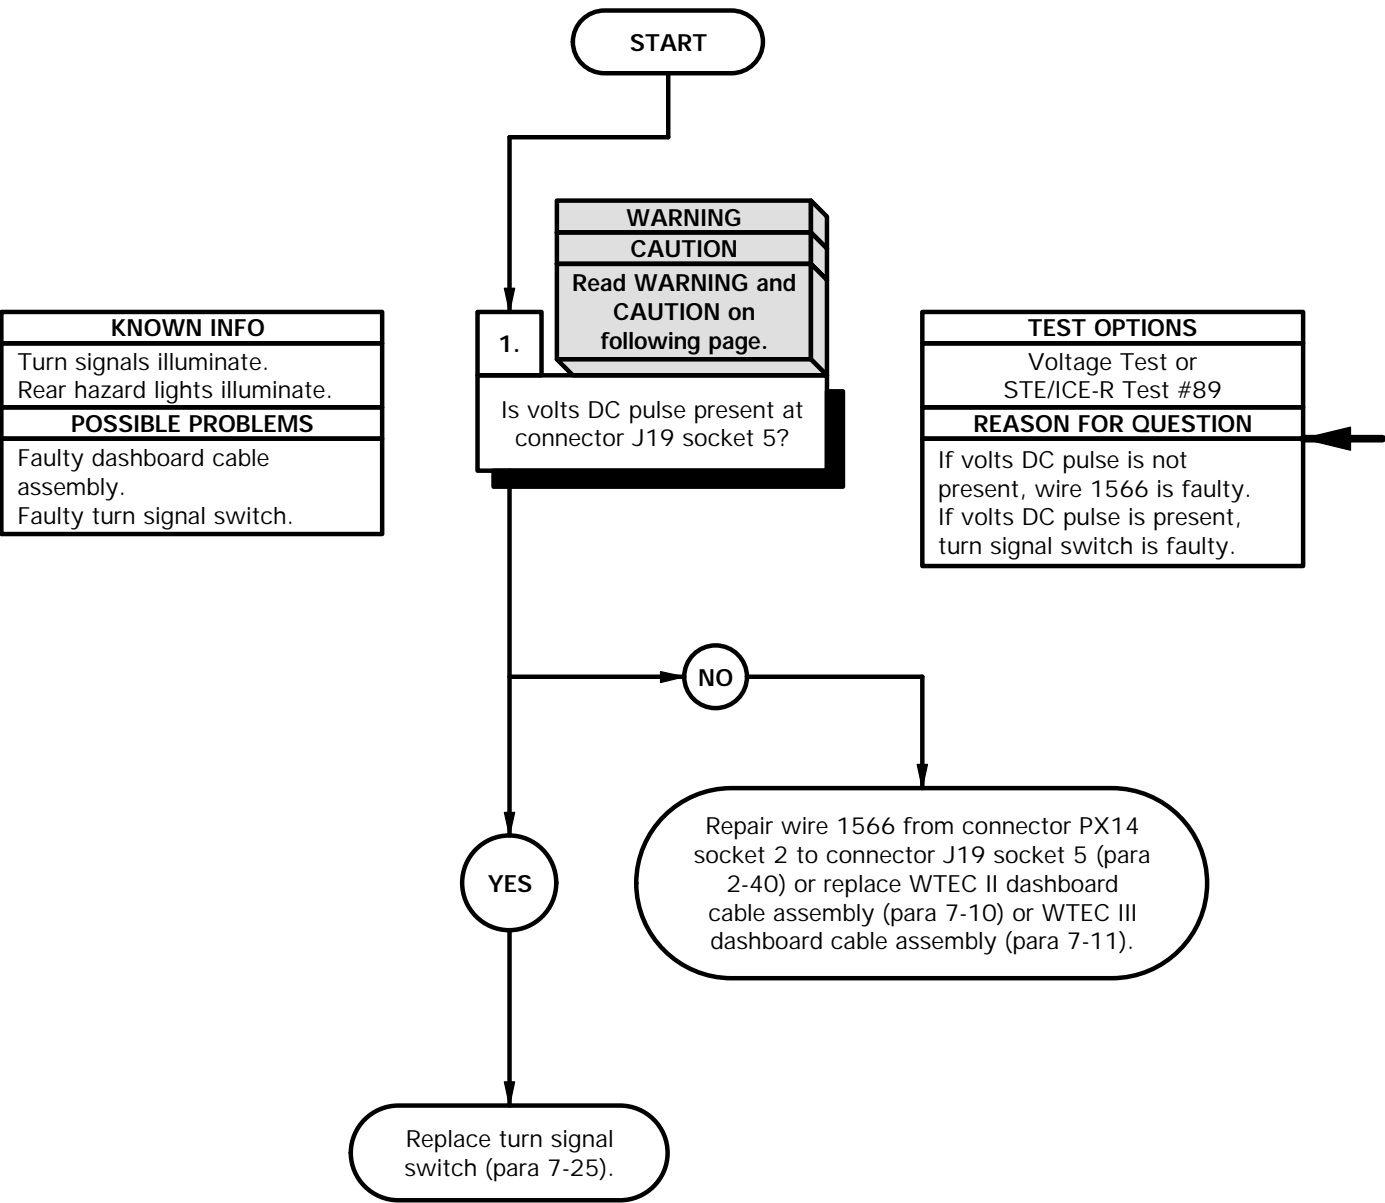 START
WARNING
CAUTION
Read WARNING and
CAUTION on
following page.
KNOWN INFO
Turn signals illuminate.
Rear hazard lights illuminate.
POSSIBLE PROBLEMS
Faulty dashboard cable
assembly.
Faulty turn signal switch.
1.
Is volts DC pulse present at
connector J19 socket 5?
TEST OPTIONS
Voltage Test or
STE/ICE-R Test #89
REASON FOR QUESTION
If volts DC pulse is not
present, wire 1566 is faulty.
If volts DC pulse is present,
turn signal switch is faulty.
NO
Repair wire 1566 from connector PX14
socket 2 to connector J19 socket 5 (para
2-40) or replace WTEC II dashboard
cable assembly (para 7-10) or WTEC III
dashboard cable assembly (para 7-11).
YES
Replace turn signal
switch (para 7-25).